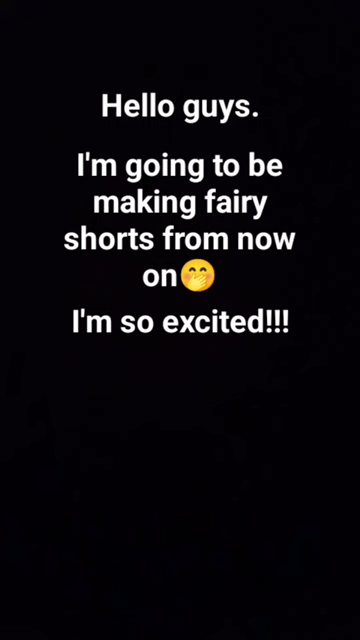 Hello guys.
I'm going to be
making fairy
shorts from now
on🤭
I'm so excited!!!